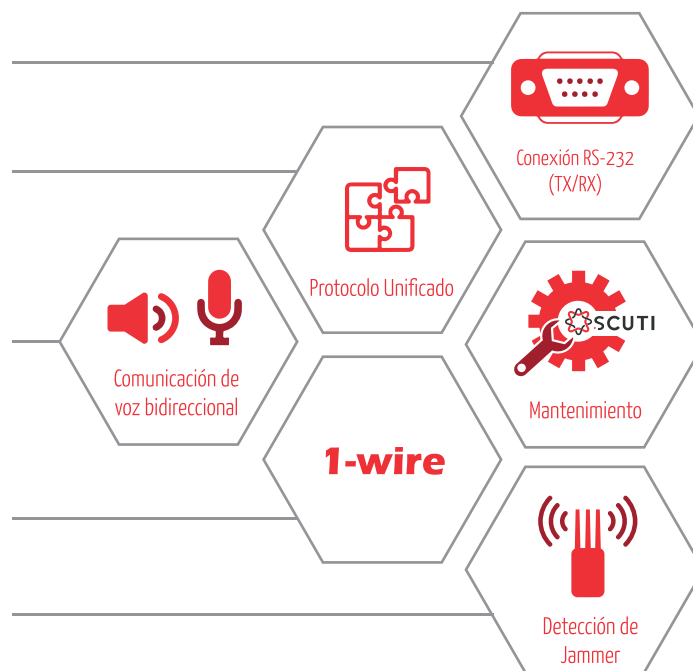 Conexión RS-232
(TX/RX)
Protocolo Unificado
Comunicación de
voz bidireccional
SCUTI
Mantenimiento
1-wire
Detección de
Jammer